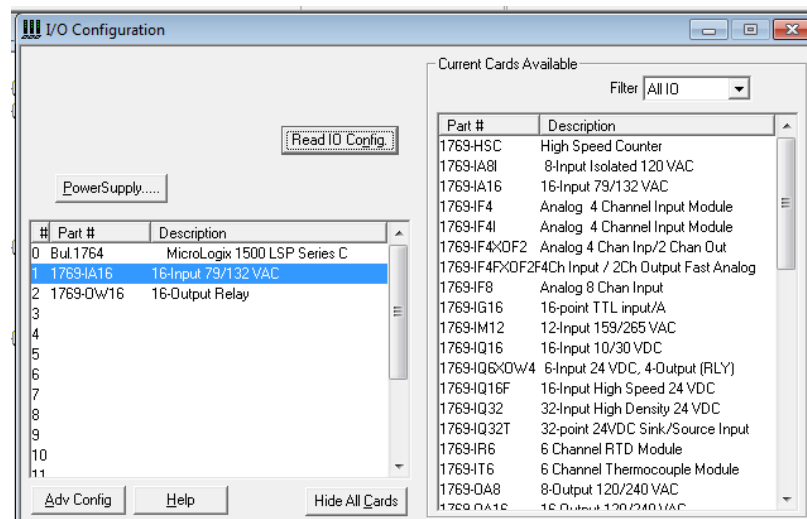 I/O Configuration
Read IO Config.
PowerSupply.....
# Part # Description
0 Bul.1764 MicroLogix 1500 LSP Series C
1 1769-IA16 16-Input 79/132 VAC
2 1769-OW16 16-Output Relay
3
4
5
6
7
8
9
10
11
Adv Config Help Hide All Cards
Current Cards Available
Filter All IO
Part # Description
1769-HSC High Speed Counter
1769-IA8I 8-Input Isolated 120 VAC
1769-IA16 16-Input 79/132 VAC
1769-IF4 Analog 4 Channel Input Module
1769-IF4I Analog 4 Channel Input Module
1769-IF4XOF2 Analog 4 Chan Inp/2 Chan Out
1769-IF4FXOF2F4Ch Input / 2Ch Output Fast Analog
1769-IF8 Analog 8 Chan Input
1769-IG16 16-point TTL input/A
1769-IM12 12-Input 159/265 VAC
1769-IQ16 16-Input 10/30 VDC
1769-IQ6XOW4 6-Input 24 VDC, 4-Output (RLY)
1769-IQ16F 16-Input High Speed 24 VDC
1769-IQ32 32-Input High Density 24 VDC
1769-IQ32T 32-point 24VDC Sink/Source Input
1769-IR6 6 Channel RTD Module
1769-IT6 6 Channel Thermocouple Module
1769-OA8 8-Output 120/240 VAC
1769-OA16 16-Output 120/240 VAC